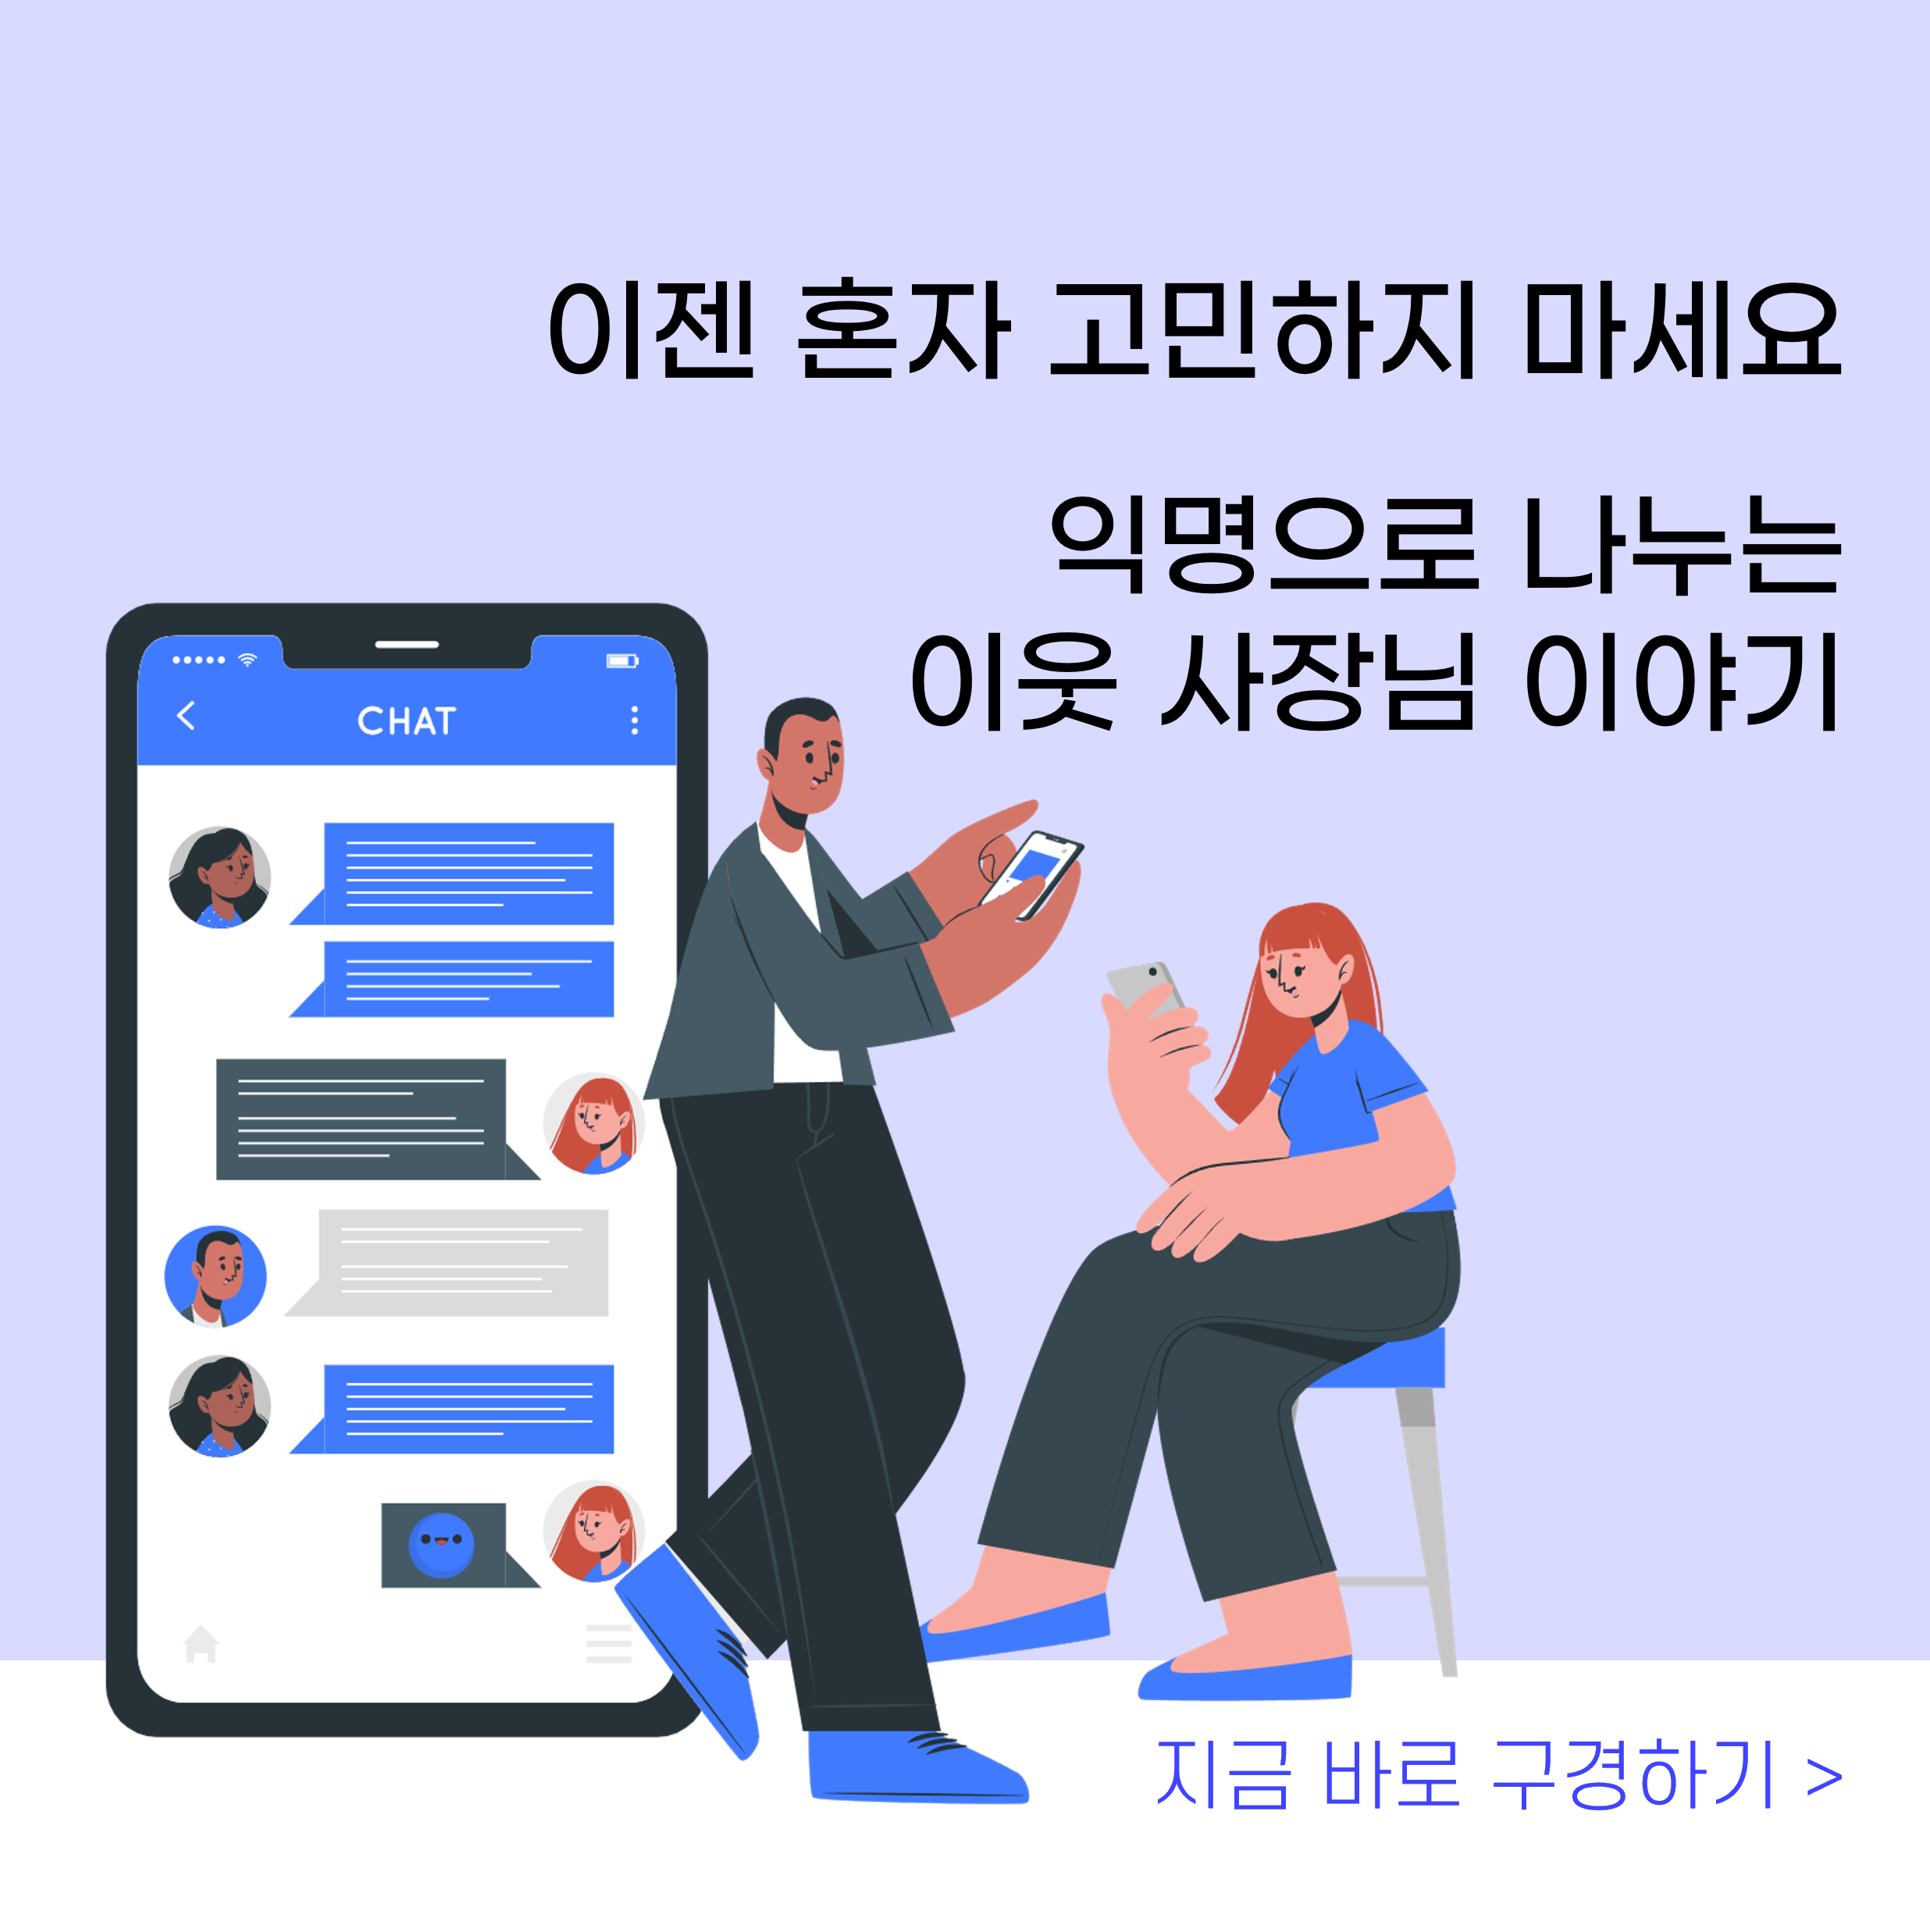 이젠 혼자 고민하지 마세요
익명으로 나누는
이웃 사장님 이야기
CHAT
지금 바로 구경하기 >